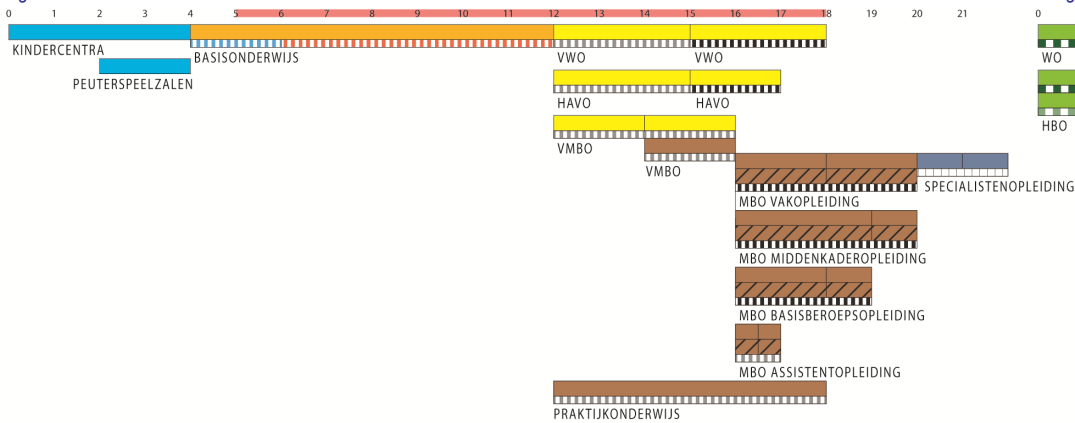 0 1 2 3 4 5 6 7 8 9 10 11 12 13 14 15 16 17 18 19 20 21 0
KINDERCENTRA BASISONDERWIJS VWO VWO WO
PEUTERSPEELZALEN
HAVO HAVO
HBO
VMBO
VMBO
SPECIALISTENOPLEIDING
MBO VAKOPLEIDING
MBO MIDDENKADEROPLEIDING
MBO BASISBEROEPSOPLEIDING
MBO ASSISTENTOPLEIDING
PRAKTIJKONDERWIJS